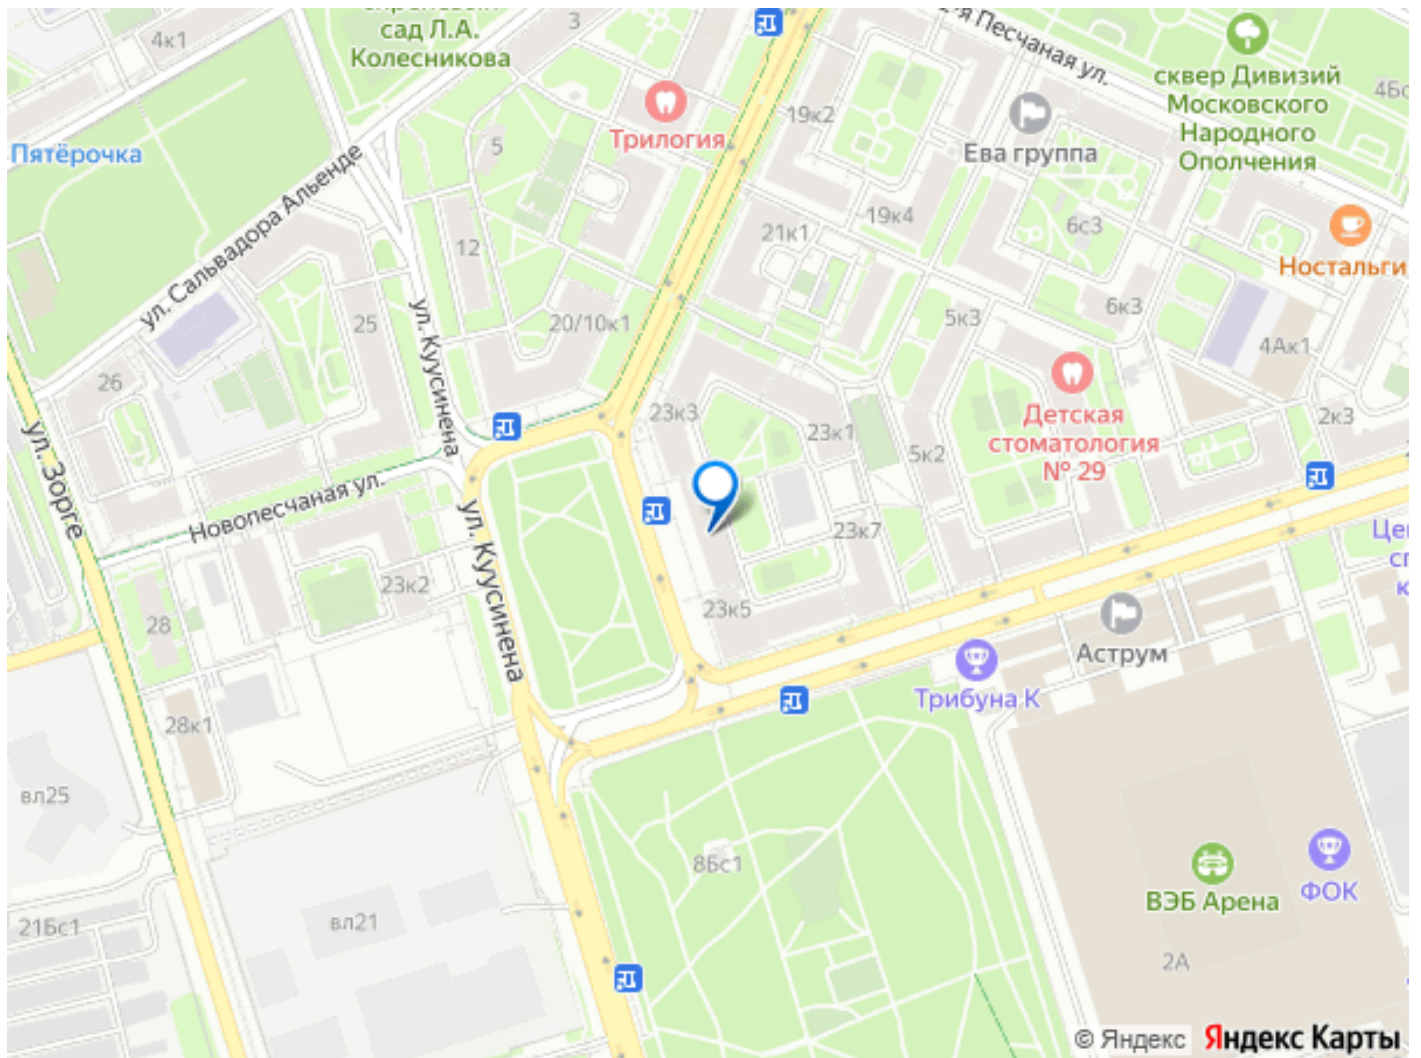 4к1
3
сад Л.А.
Колесникова
2-я Песчаная ул.
сквер Дивизий
Московского
Народного
Ополчения
Пятёрочка
Трилогия
19к2
Ева группа
5
ул. Сальвадора Альенде
12
21к1
19к4
6с3
Ностальги
25
ул. Куусинена
20/10к1
5к3
6к3
4Ак1
26
ул. Зорге
23к3
23к1
5к2
Детская
стоматология
№ 29
2к3
Новопесчаная ул.
ул. Куусинена
23к7
23к2
23к5
28
Аструм
Трибуна К
28к1
вл25
8Бс1
ВЭБ Арена
ФОК
21Бс1
вл21
2А
© Яндекс Яндекс Карты